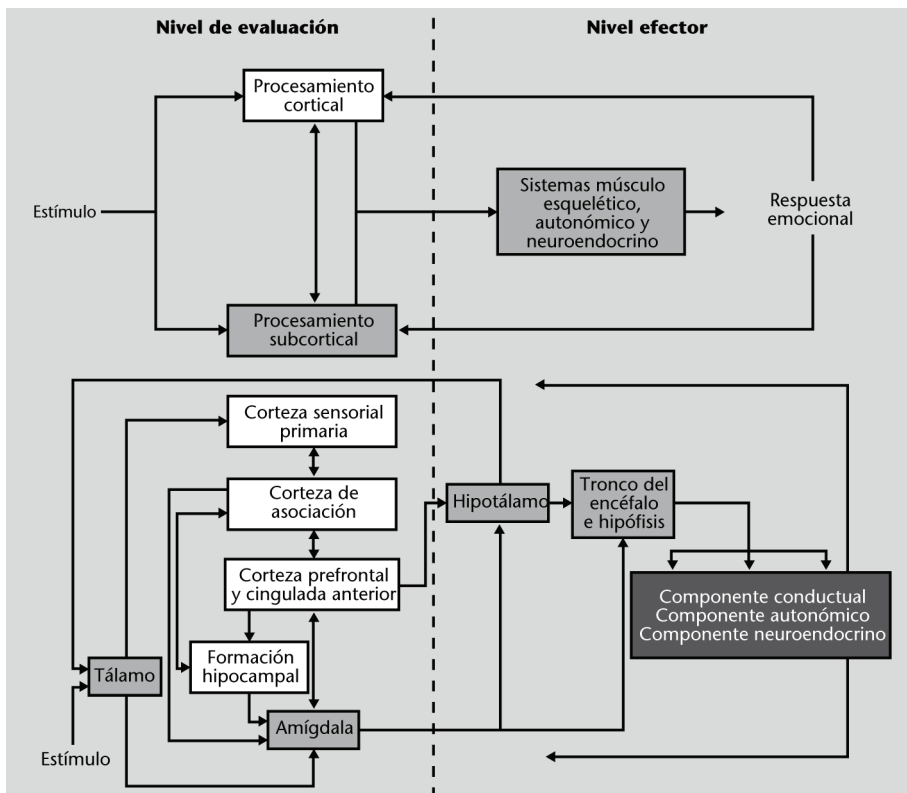 Nivel de evaluación
Nivel efector
Procesamiento
cortical
Estímulo
Sistemas músculo
esquelético,
autonómico y
neuroendocrino
Respuesta
emocional
Procesamiento
subcortical
Corteza sensorial
primaria
Corteza de
asociación
Hipotálamo
Tronco del
encéfalo
e hipófisis
Corteza prefrontal
y cingulada anterior
Componente conductual
Componente autonómico
Componente neuroendocrino
Formación
hipocampal
Tálamo
Amígdala
Estímulo